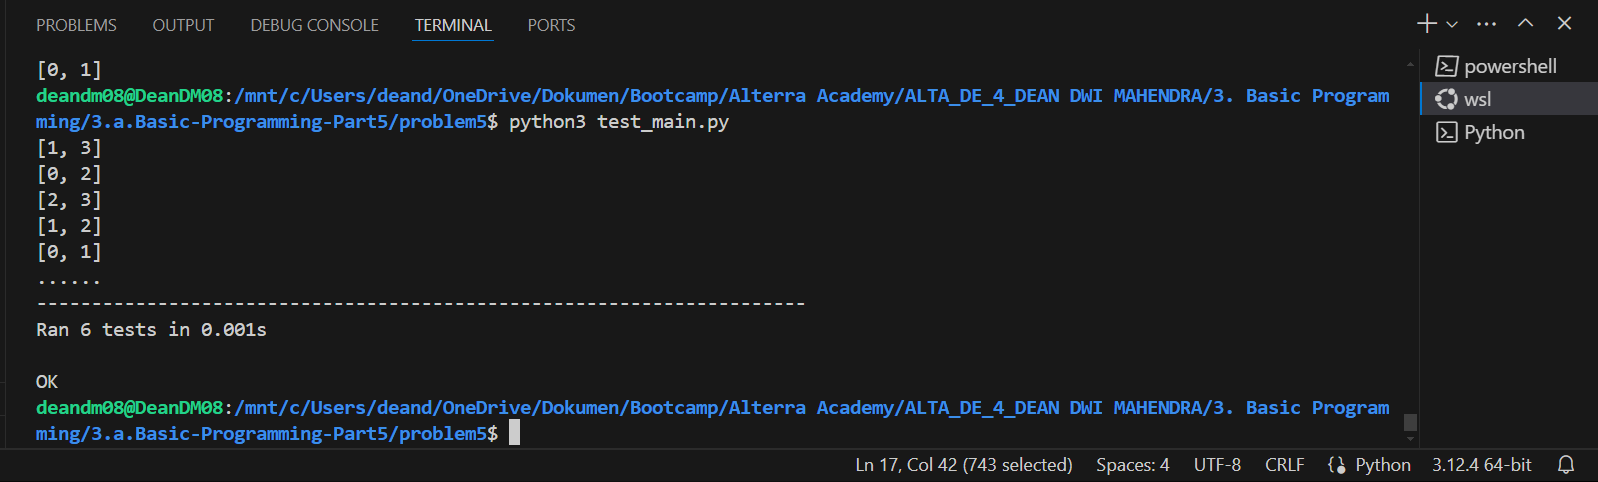 PROBLEMS OUTPUT DEBUG CONSOLE TERMINAL PORTS
[0, 1]
deandm08@DeanDM08:/mnt/c/Users/deand/OneDrive/Dokumen/Bootcamp/Alterra Academy/ALTA_DE_4_DEAN DWI MAHENDRA/3. Basic Program
ming/3.a.Basic-Programming-Part5/problem5$ python3 test_main.py
[1, 3]
[0, 2]
[2, 3]
[1, 2]
[0, 1]
......
----------------------------------------------------------------------
Ran 6 tests in 0.001s
OK
deandm08@DeanDM08:/mnt/c/Users/deand/OneDrive/Dokumen/Bootcamp/Alterra Academy/ALTA_DE_4_DEAN DWI MAHENDRA/3. Basic Program
ming/3.a.Basic-Programming-Part5/problem5$
powershell
wsl
Python
Ln 17, Col 42 (743 selected) Spaces: 4 UTF-8 CRLF Python 3.12.4 64-bit